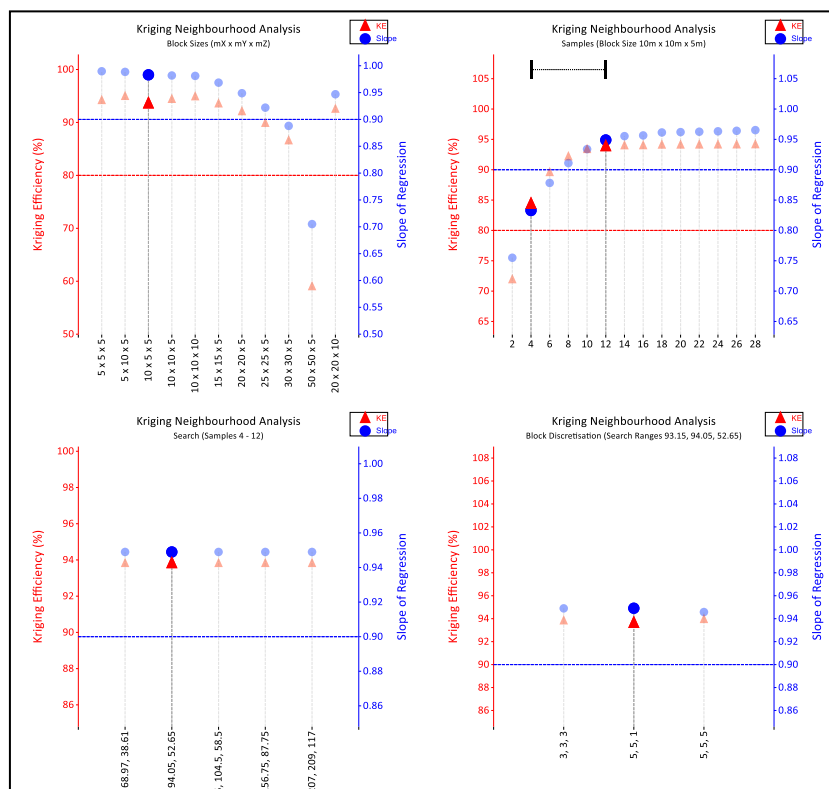 Kriging Neighbourhood Analysis
Block Sizes (mX x mY x mZ)
KE
Slope
Kriging Efficiency (%)
100
90
80
70
60
50
Slope of Regression
1.00
0.95
0.90
0.85
0.80
0.75
0.70
0.65
0.60
0.55
0.50
5 x 5 x 5
5 x 10 x 5
10 x 5 x 5
10 x 10 x 5
10 x 10 x 10
15 x 15 x 5
20 x 20 x 5
25 x 25 x 5
30 x 30 x 5
50 x 50 x 5
20 x 20 x 10
Kriging Neighbourhood Analysis
Samples (Block Size 10m x 10m x 5m)
KE
Slope
Kriging Efficiency (%)
105
100
95
90
85
80
75
70
65
Slope of Regression
1.05
1.00
0.95
0.90
0.85
0.80
0.75
0.70
0.65
2 4 6 8 10 12 14 16 18 20 22 24 26 28
Kriging Neighbourhood Analysis
Search (Samples 4 - 12)
KE
Slope
Kriging Efficiency (%)
100
98
96
94
92
90
88
86
Slope of Regression
1.00
0.98
0.96
0.94
0.92
0.90
0.88
0.86
68.97, 38.61
94.05, 52.65
, 104.5, 58.5
56.75, 87.75
07, 209, 117
Kriging Neighbourhood Analysis
Block Discretisation (Search Ranges 93.15, 94.05, 52.65)
KE
Slope
Kriging Efficiency (%)
108
106
104
102
100
98
96
94
92
90
88
86
Slope of Regression
1.08
1.06
1.04
1.02
1.00
0.98
0.96
0.94
0.92
0.90
0.88
0.86
3, 3, 3
5, 5, 1
5, 5, 5